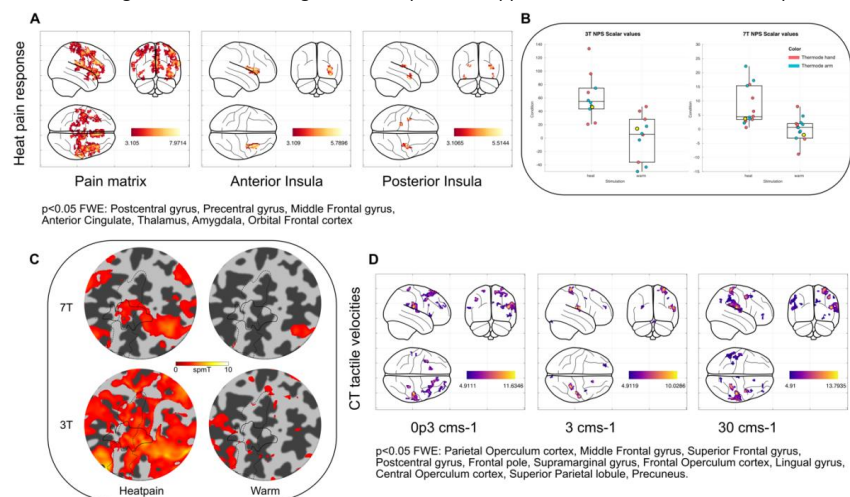 A
Heat pain response
3.105 7.9714
3.109 5.7896
3.1065 5.5144
Pain matrix
Anterior Insula
Posterior Insula
p<0.05 FWE: Postcentral gyrus, Precentral gyrus, Middle Frontal gyrus,
Anterior Cingulate, Thalamus, Amygdala, Orbital Frontal cortex
B
3T NPS Scalar values
7T NPS Scalar values
Color
Thermode hand
Thermode arm
Condition
Condition
heat warm
heat warm
Stimulation
Stimulation
C
7T
0 spmT 10
3T
Heatpain
Warm
D
CT tactile velocities
4.9111 11.6346
4.9119 10.0286
4.91 13.7935
0p3 cms-1
3 cms-1
30 cms-1
p<0.05 FWE: Parietal Operculum cortex, Middle Frontal gyrus, Superior Frontal gyrus,
Postcentral gyrus, Frontal pole, Supramarginal gyrus, Frontal Operculum cortex, Lingual gyrus,
Central Operculum cortex, Superior Parietal lobule, Precuneus.